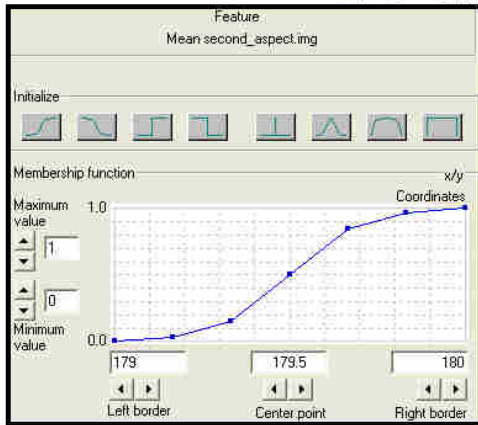 Feature
Mean second_aspect.img
Initialize
Membership function
x/y
Coordinates
Maximum
value
1.0
1
0
Minimum
value
0.0
179
179.5
180
Left border
Center point
Right border